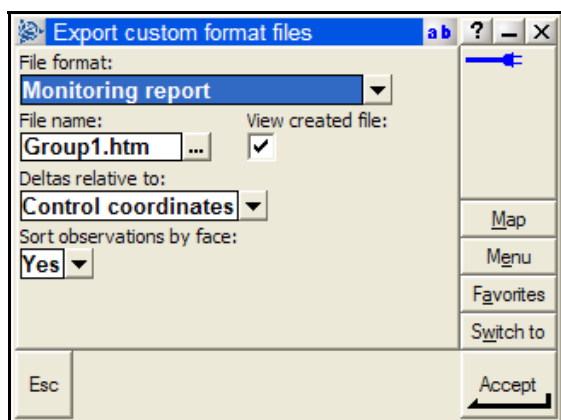 Export custom format files ab ? _ X
File format:
Monitoring report
File name: View created file:
Group1.htm ...
Deltas relative to:
Control coordinates
Sort observations by face:
Yes
Map
Menu
Favorites
Switch to
Esc Accept